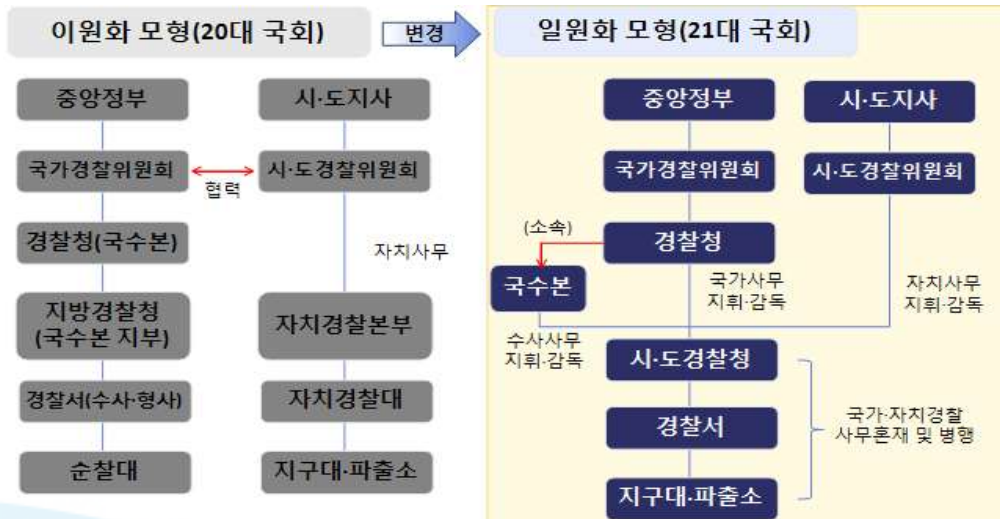 이원화 모형(20대 국회)
변경
일원화 모형(21대 국회)
중앙정부
시·도지사
국가경찰위원회
협력
시·도경찰위원회
경찰청(국수본)
자치사무
지방경찰청
(국수본 지부)
자치경찰본부
경찰서(수사·형사)
자치경찰대
순찰대
지구대·파출소
중앙정부
시·도지사
국가경찰위원회
시·도경찰위원회
(소속)
경찰청
국수본
국가사무
지휘·감독
자치사무
지휘·감독
수사사무
지휘·감독
시·도경찰청
경찰서
국가·자치경찰
사무혼재 및 병행
지구대·파출소